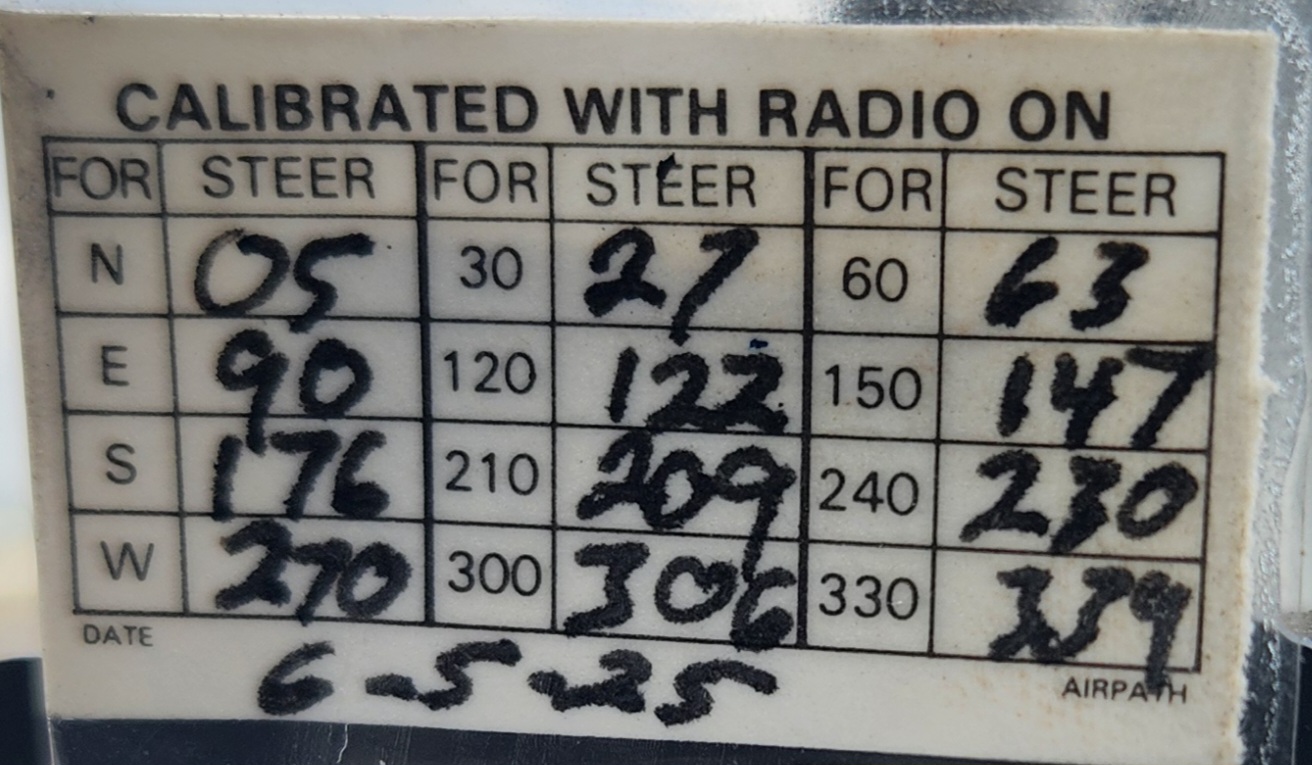 CALIBRATED WITH RADIO ON
FOR STEER FOR STEER FOR STEER
N 05 30 27 60 63
E 90 120 122 150 147
S 176 210 209 240 230
W 270 300 306 330
DATE 6-5-25
AIRPATH